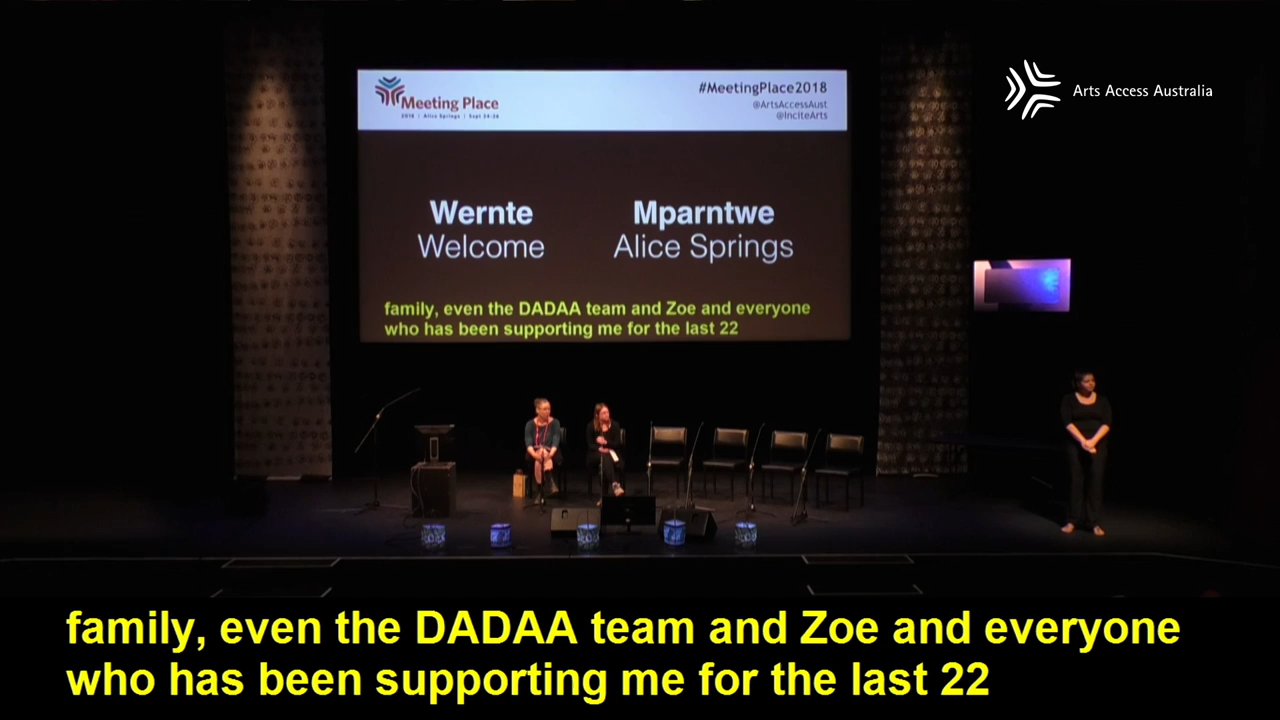 Meeting Place
2018 | Alice Springs | Sept 24-26
#MeetingPlace2018
@ArtsAccessAust
@InciteArts
Arts Access Australia
Wernte
Welcome
Mparntwe
Alice Springs
family, even the DADAA team and Zoe and everyone
who has been supporting me for the last 22
family, even the DADAA team and Zoe and everyone
who has been supporting me for the last 22